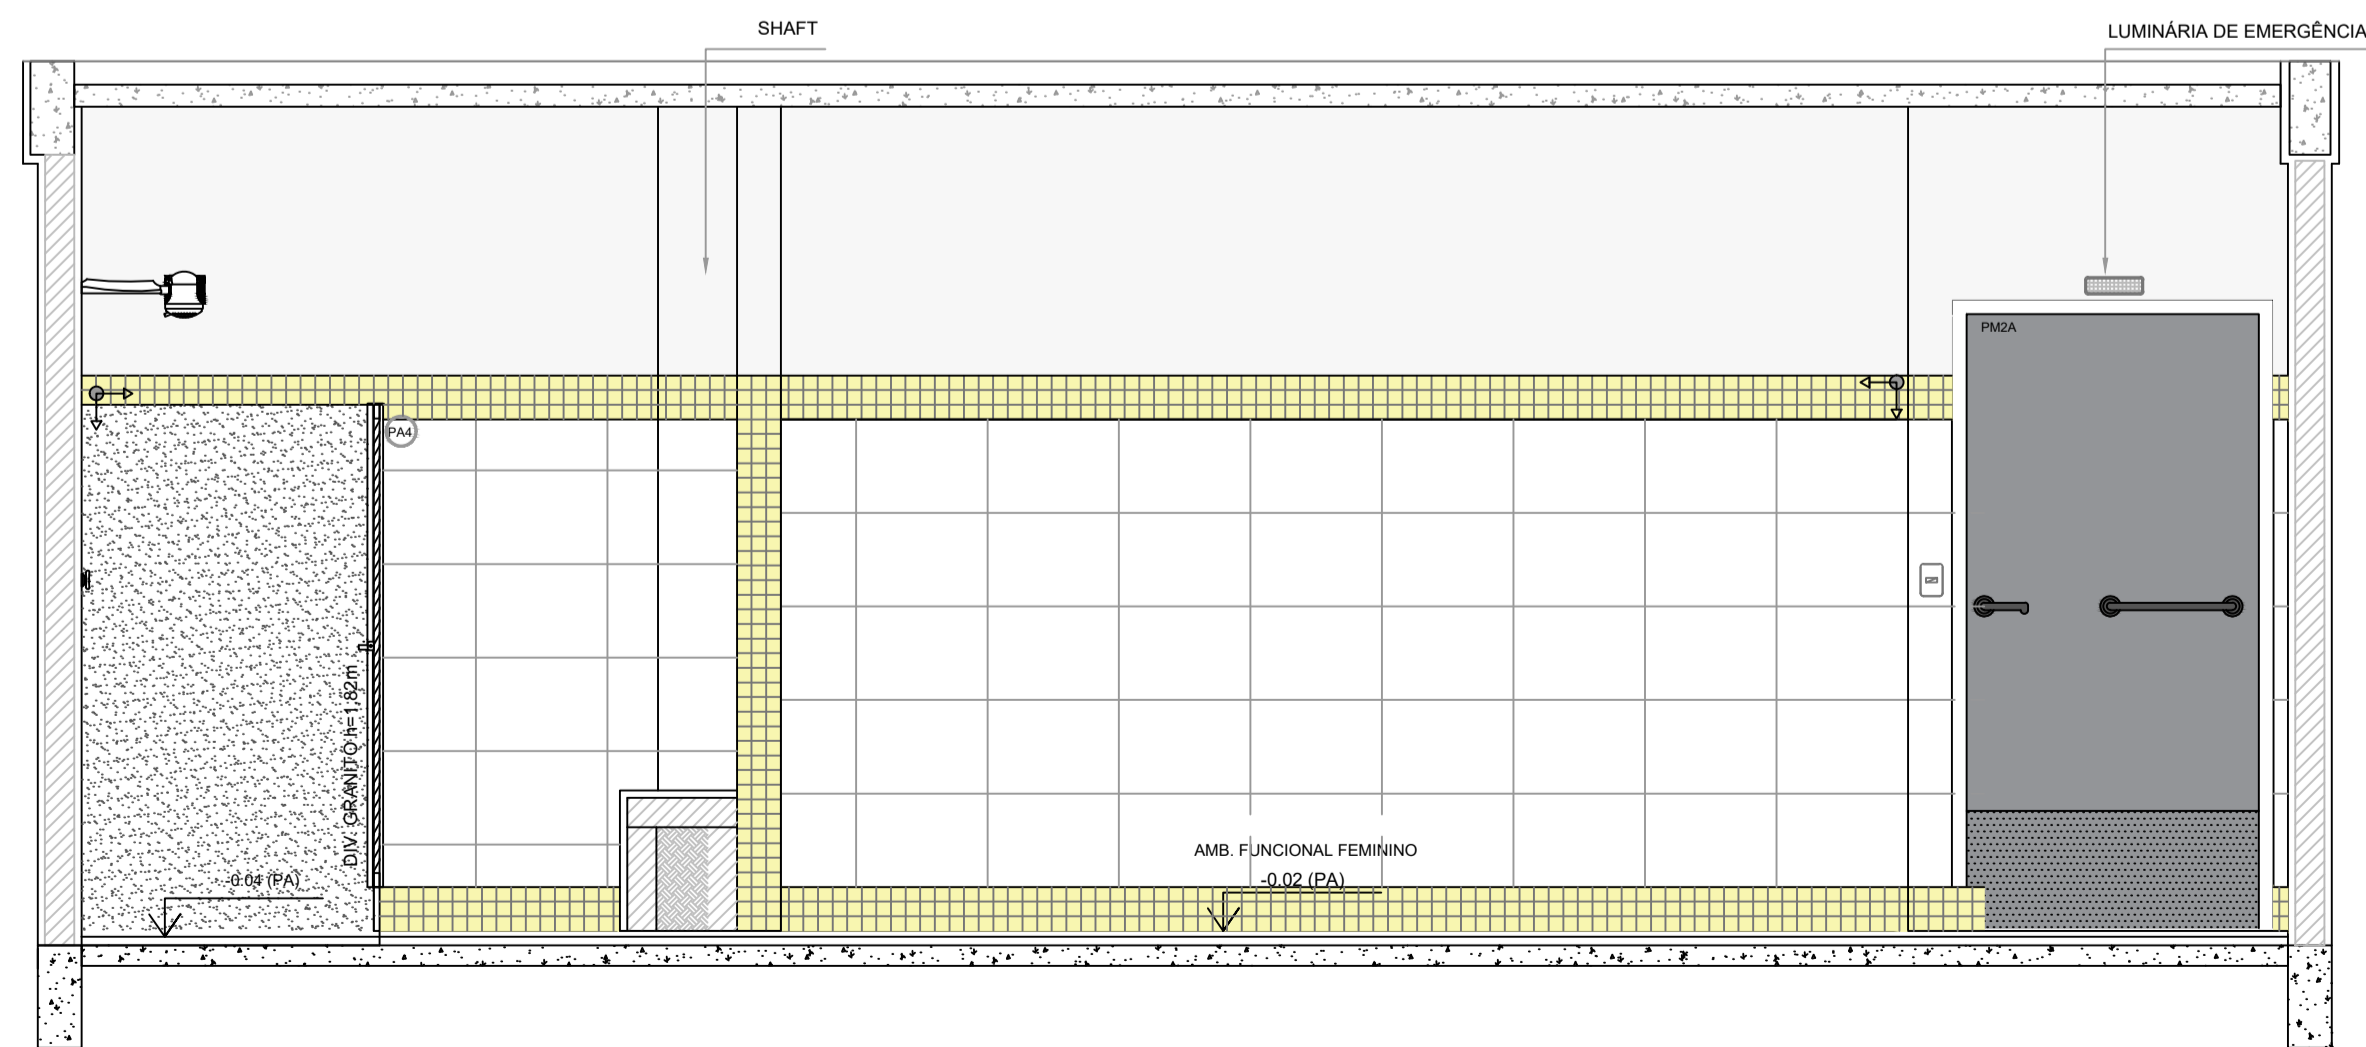 SHAFT
LUMINÁRIA DE EMERGÊNCIA
PM2A
PA4
DIV. GRANITO h=1,82m
AMB. FUNCIONAL FEMININO
-0.04 (PA)
-0.02 (PA)